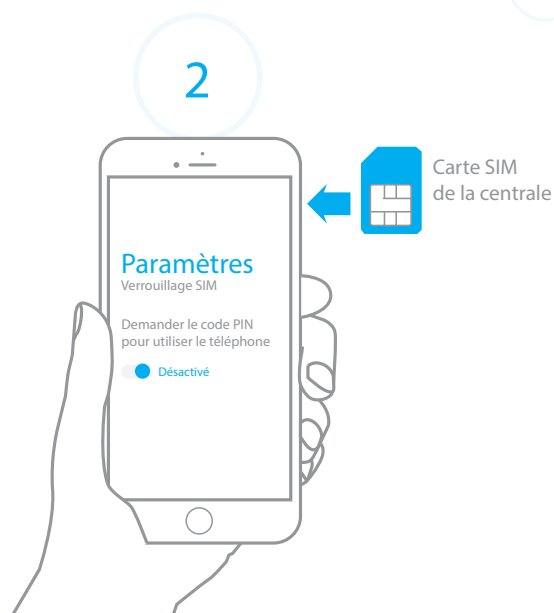 2
Carte SIM
de la centrale
Paramètres
Verrouillage SIM
Demander le code PIN
pour utiliser le téléphone
Désactivé